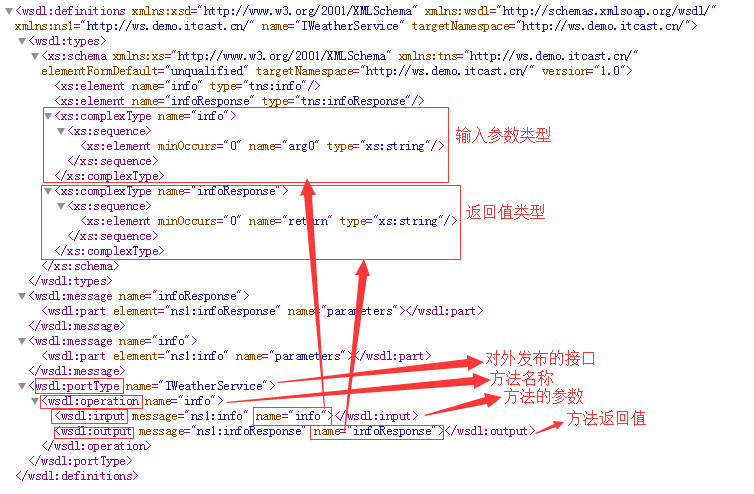 <wsdl:definitions xmlns:xsd="http://www.w3.org/2001/XMLSchema" xmlns:wsdl="http://schemas.xmlsoap.org/wsdl/"
xmlns:ns1="http://ws.demo.itcast.cn/" name="IWeatherService" targetNamespace="http://ws.demo.itcast.cn/">
<wsdl:types>
<xs:schema xmlns:xs="http://www.w3.org/2001/XMLSchema" xmlns:tns="http://ws.demo.itcast.cn/"
elementFormDefault="unqualified" targetNamespace="http://ws.demo.itcast.cn/" version="1.0">
<xs:element name="info" type="tns:info"/>
<xs:element name="infoResponse" type="tns:infoResponse"/>
<xs:complexType name="info">
<xs:sequence>
输入参数类型
<xs:element minOccurs="0" name="arg0" type="xs:string"/>
</xs:sequence>
</xs:complexType>
<xs:complexType name="infoResponse">
<xs:sequence>
返回值类型
<xs:element minOccurs="0" name="return" type="xs:string"/>
</xs:sequence>
</xs:complexType>
</xs:schema>
</wsdl:types>
<wsdl:message name="infoResponse">
<wsdl:part element="ns1:infoResponse" name="parameters"></wsdl:part>
</wsdl:message>
<wsdl:message name="info">
<wsdl:part element="ns1:info" name="parameters"></wsdl:part>
</wsdl:message>
对外发布的接口
<wsdl:portType name="IWeatherService">
方法名称
<wsdl:operation name="info">
方法的参数
<wsdl:input message="ns1:info" name="info"></wsdl:input>
方法返回值
<wsdl:output message="ns1:infoResponse" name="infoResponse"></wsdl:output>
</wsdl:operation>
</wsdl:portType>
</wsdl:definitions>